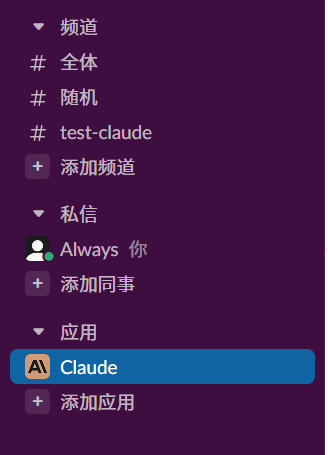 频道
# 全体
# 随机
# test-claude
+ 添加频道
私信
Always 你
+ 添加同事
应用
Claude
+ 添加应用